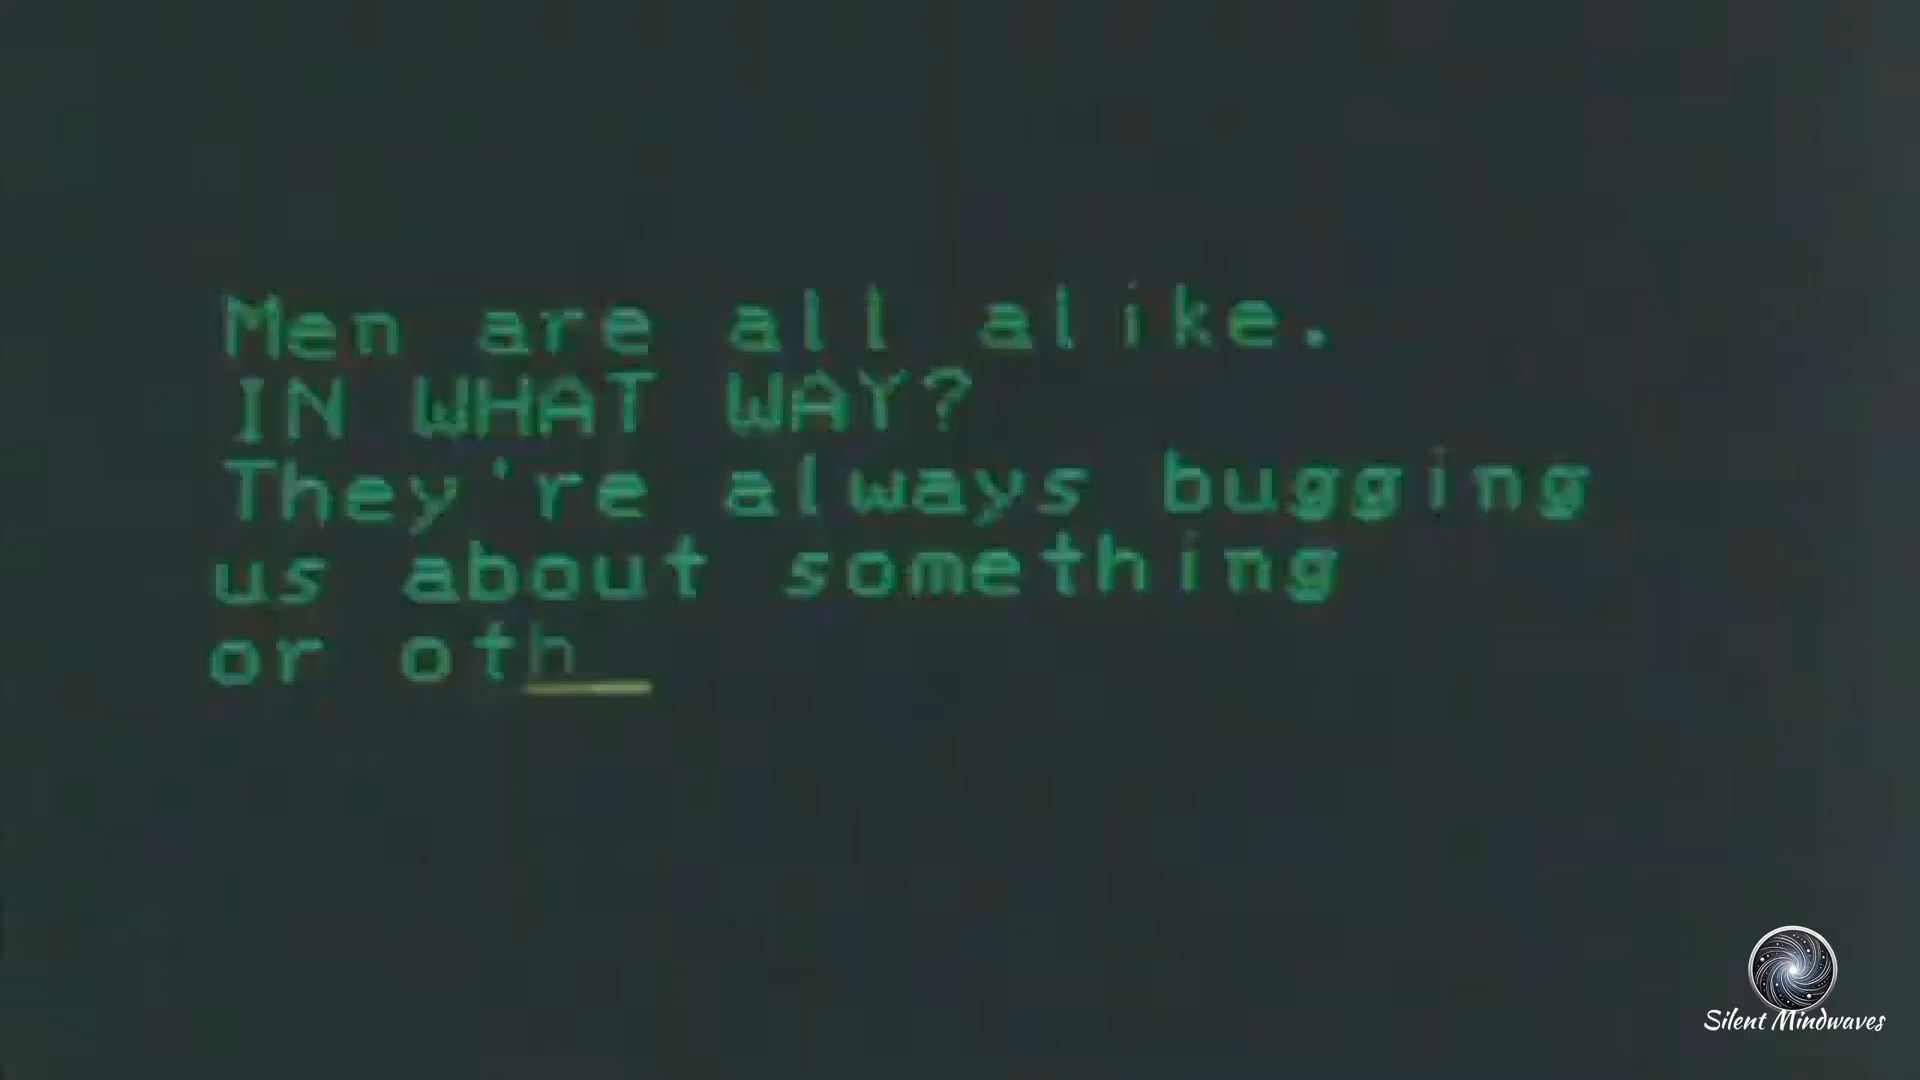 Men are all alike.
IN WHAT WAY?
They're always bugging
us about something
or oth
Silent Mindwaves